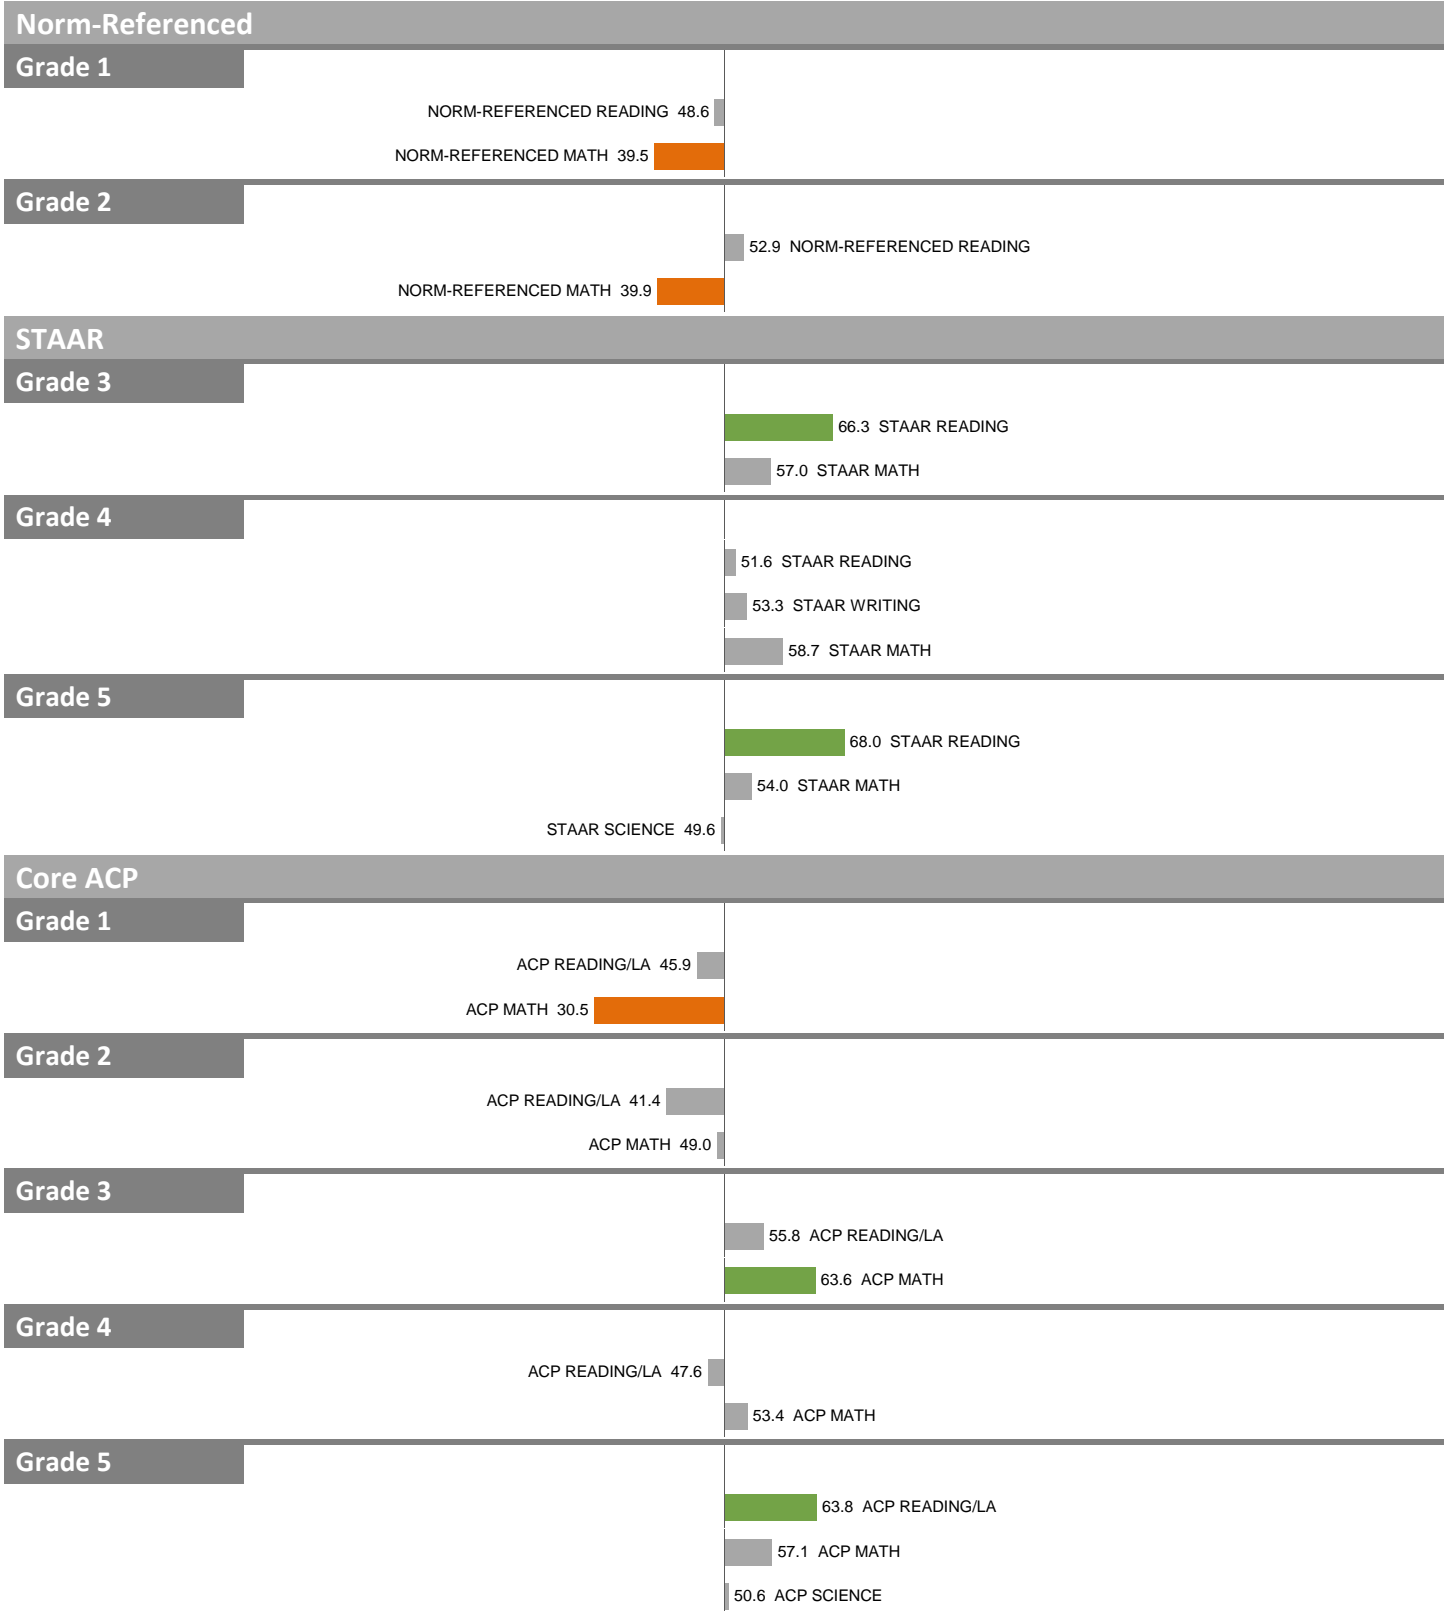 Norm-Referenced
Grade 1
NORM-REFERENCED READING 48.6
NORM-REFERENCED MATH 39.5
Grade 2
52.9 NORM-REFERENCED READING
NORM-REFERENCED MATH 39.9
STAAR
Grade 3
66.3 STAAR READING
57.0 STAAR MATH
Grade 4
51.6 STAAR READING
53.3 STAAR WRITING
58.7 STAAR MATH
Grade 5
68.0 STAAR READING
54.0 STAAR MATH
STAAR SCIENCE 49.6
Core ACP
Grade 1
ACP READING/LA 45.9
ACP MATH 30.5
Grade 2
ACP READING/LA 41.4
ACP MATH 49.0
Grade 3
55.8 ACP READING/LA
63.6 ACP MATH
Grade 4
ACP READING/LA 47.6
53.4 ACP MATH
Grade 5
63.8 ACP READING/LA
57.1 ACP MATH
50.6 ACP SCIENCE